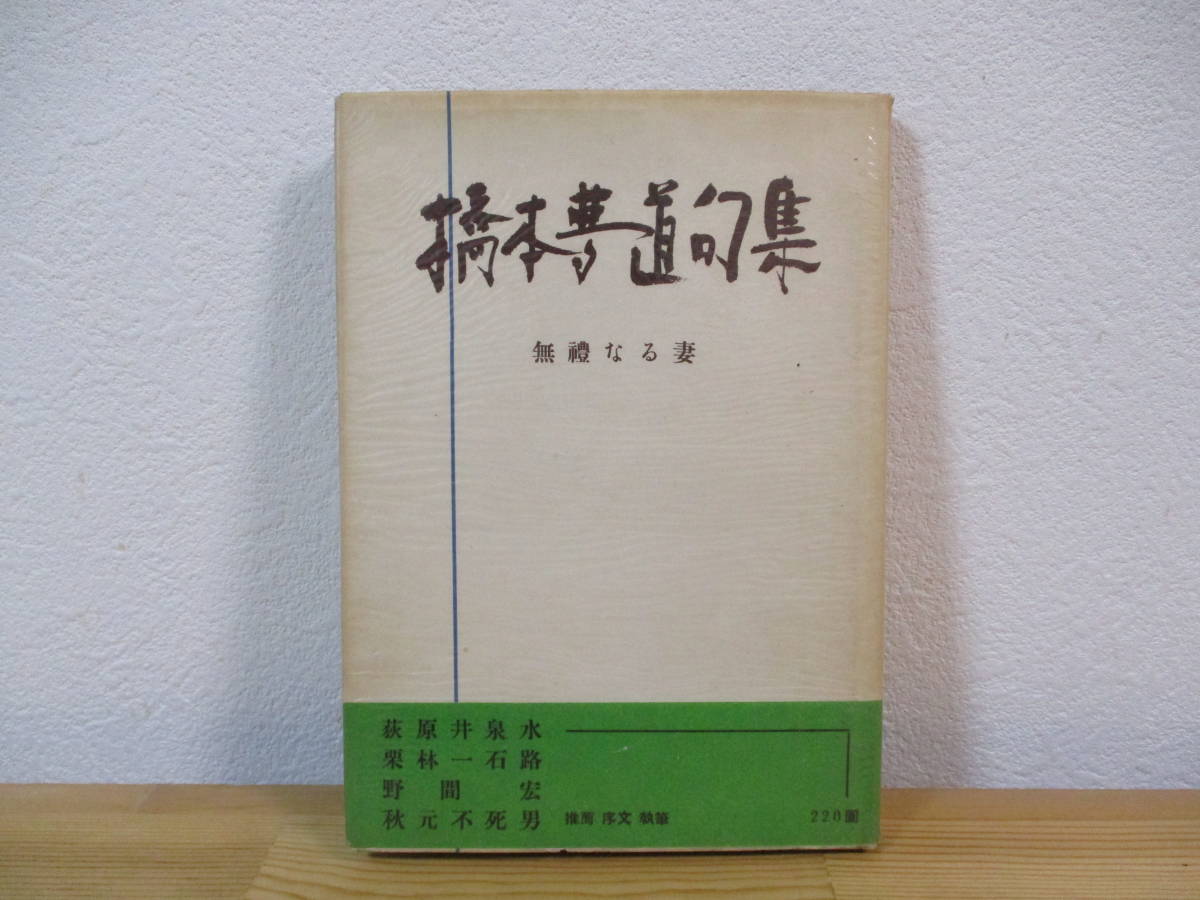 橋本夢道句集
無禮なる妻
荻原井泉水
栗林一石路
野間宏
秋元不死男 推薦 序文 執筆
220圓